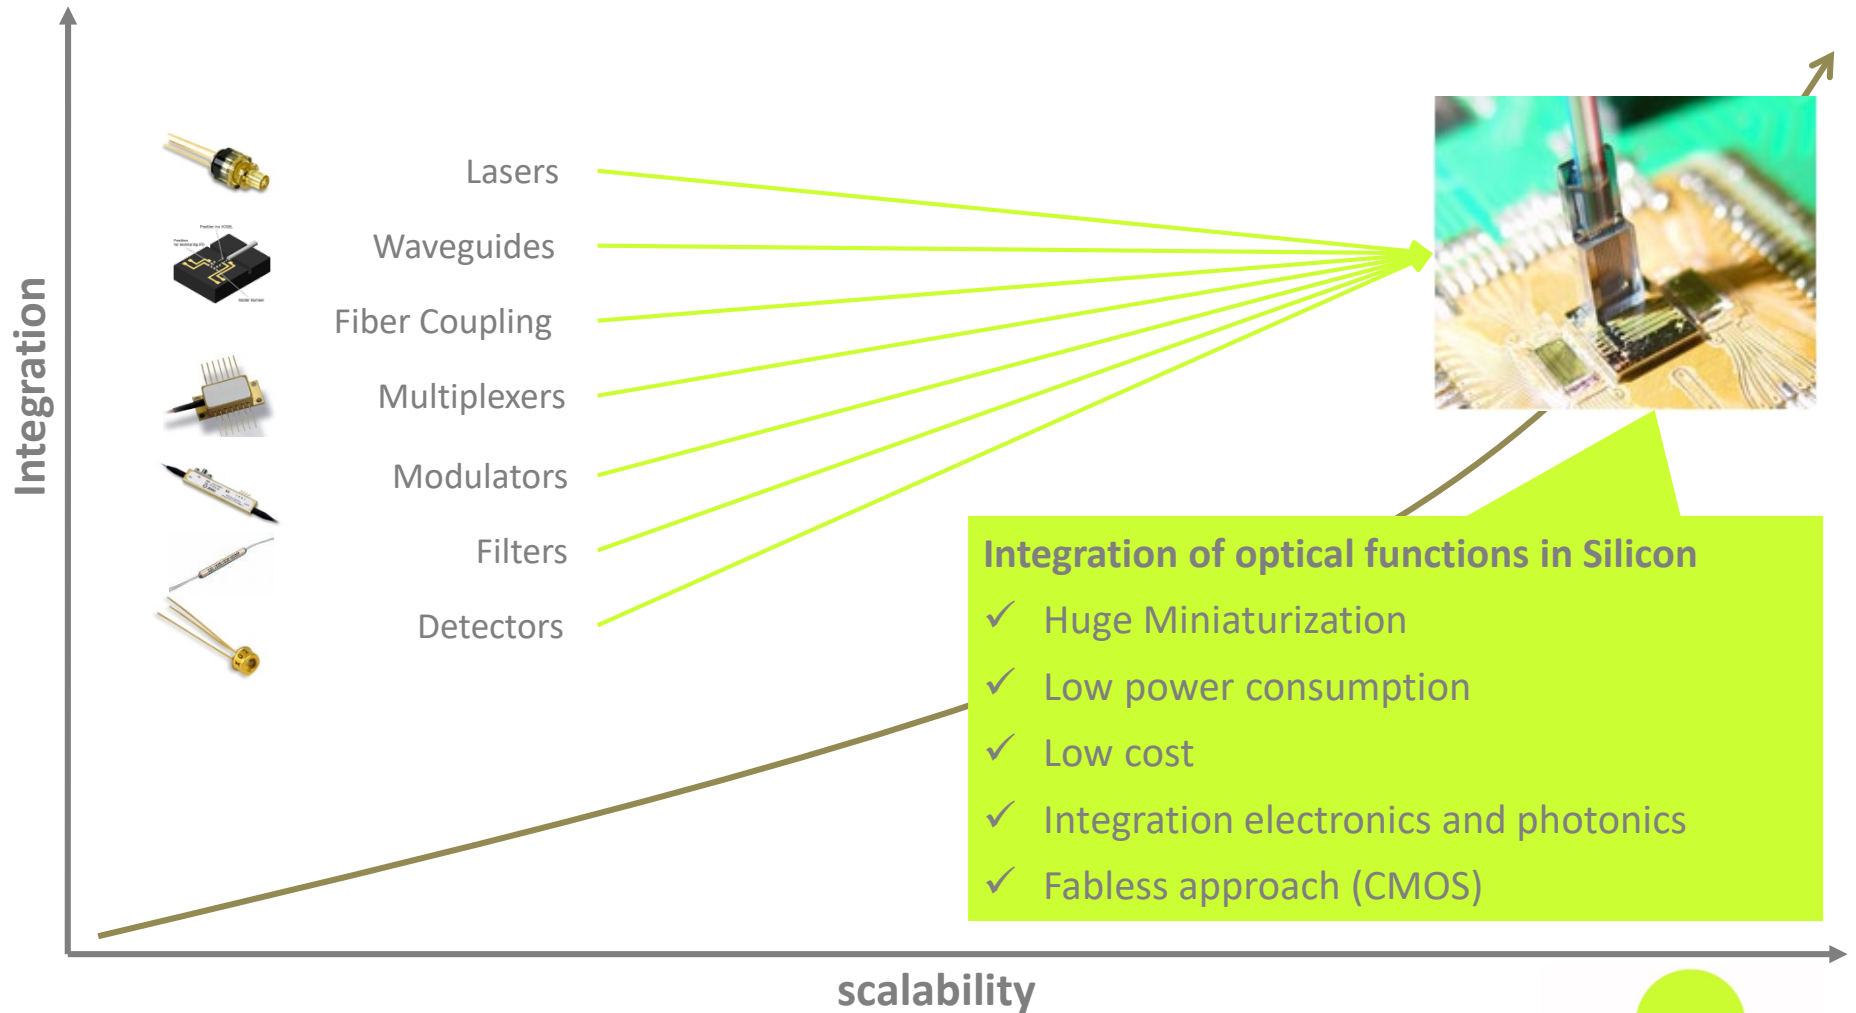 Integration
Lasers
Waveguides
Fiber Coupling
Multiplexers
Modulators
Filters
Detectors
Integration of optical functions in Silicon
✓ Huge Miniaturization
✓ Low power consumption
✓ Low cost
✓ Integration electronics and photonics
✓ Fabless approach (CMOS)
scalability